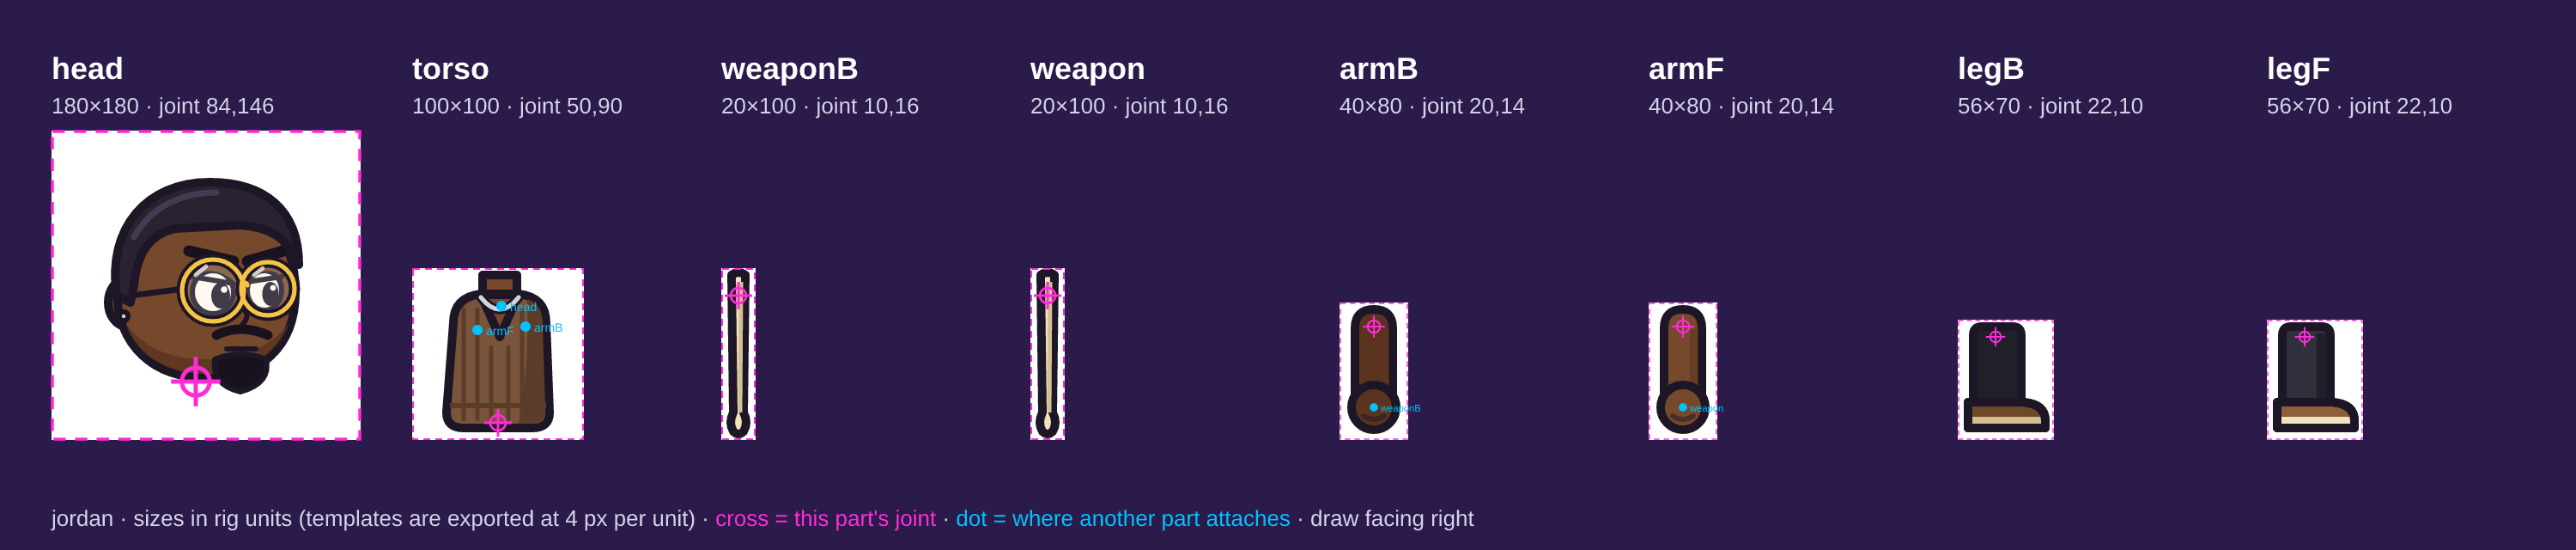 head
180×180 · joint 84,146
torso
100×100 · joint 50,90
weaponB
20×100 · joint 10,16
weapon
20×100 · joint 10,16
armB
40×80 · joint 20,14
armF
40×80 · joint 20,14
legB
56×70 · joint 22,10
legF
56×70 · joint 22,10
head
armF
armB
weaponB
weapon
jordan · sizes in rig units (templates are exported at 4 px per unit) · cross = this part's joint · dot = where another part attaches · draw facing right